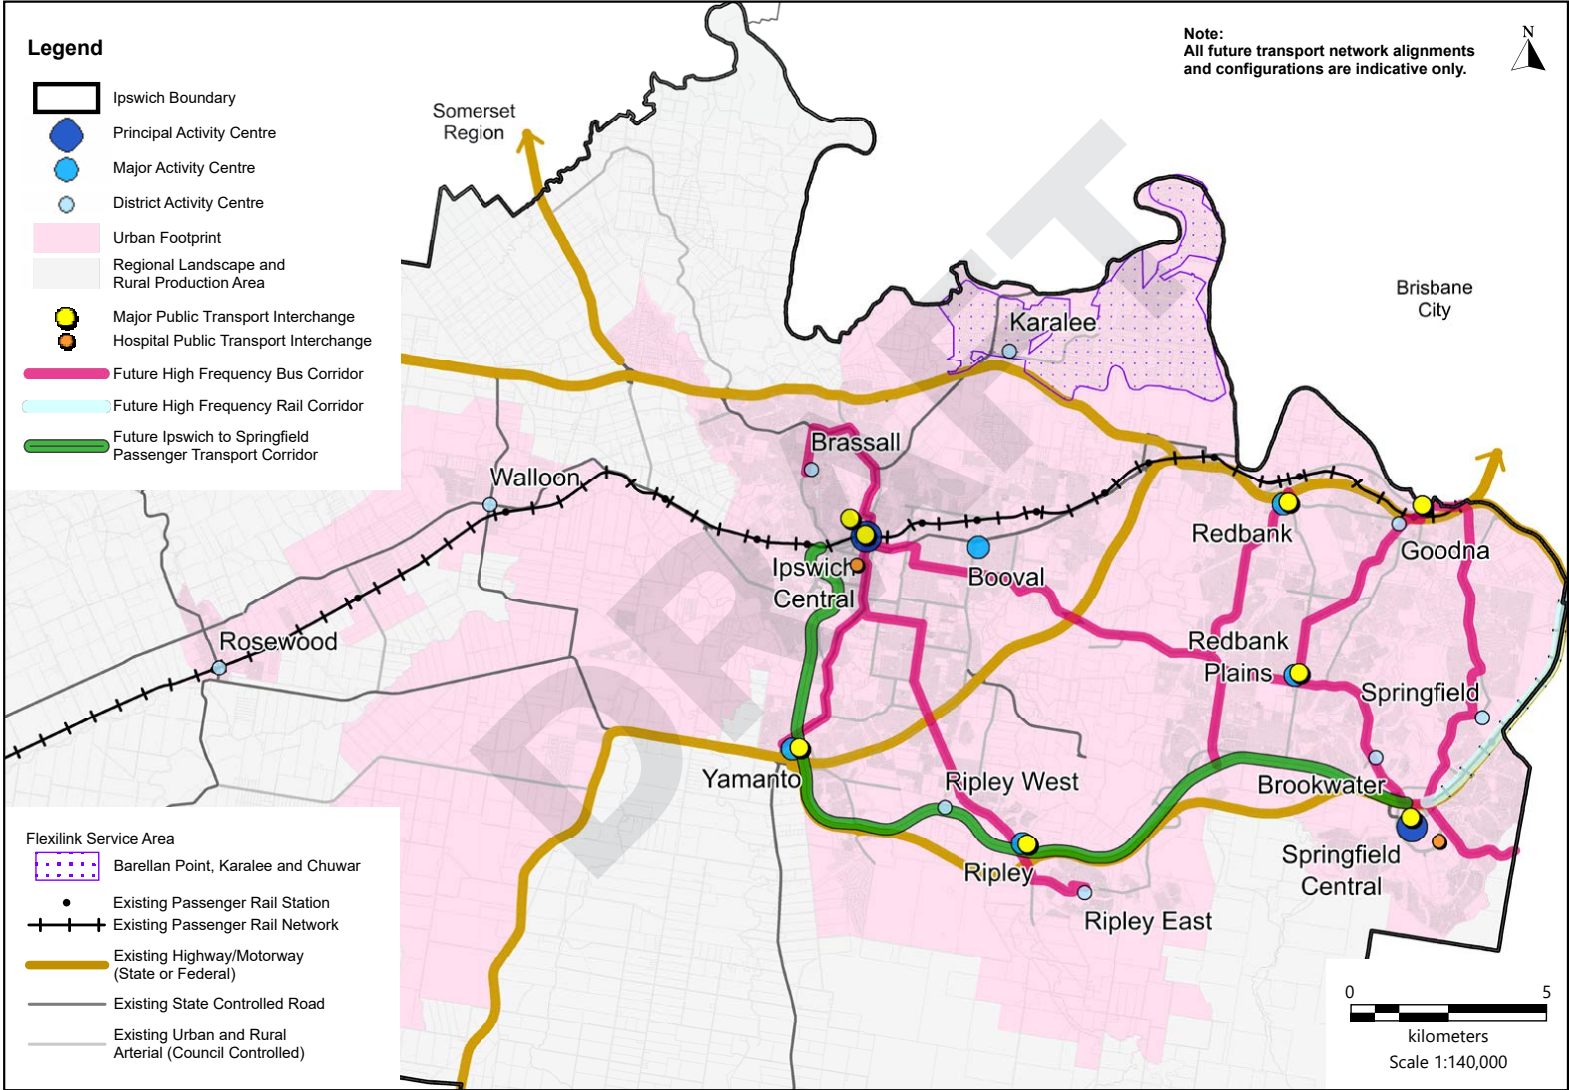 Legend
Ipswich Boundary
Principal Activity Centre
Major Activity Centre
District Activity Centre
Urban Footprint
Regional Landscape and
Rural Production Area
Major Public Transport Interchange
Hospital Public Transport Interchange
Future High Frequency Bus Corridor
Future High Frequency Rail Corridor
Future Ipswich to Springfield
Passenger Transport Corridor
Note:
All future transport network alignments
and configurations are indicative only.
N
Somerset
Region
Brisbane
City
Karalee
Brassall
Walloon
Redbank
Goodna
Ipswich
Central
Booval
Rosewood
Redbank
Plains
Springfield
Yamanto
Ripley West
Brookwater
Ripley
Springfield
Central
Ripley East
DRAFT
Flexilink Service Area
Barellan Point, Karalee and Chuwar
Existing Passenger Rail Station
Existing Passenger Rail Network
Existing Highway/Motorway
(State or Federal)
Existing State Controlled Road
Existing Urban and Rural
Arterial (Council Controlled)
0 5
kilometers
Scale 1:140,000